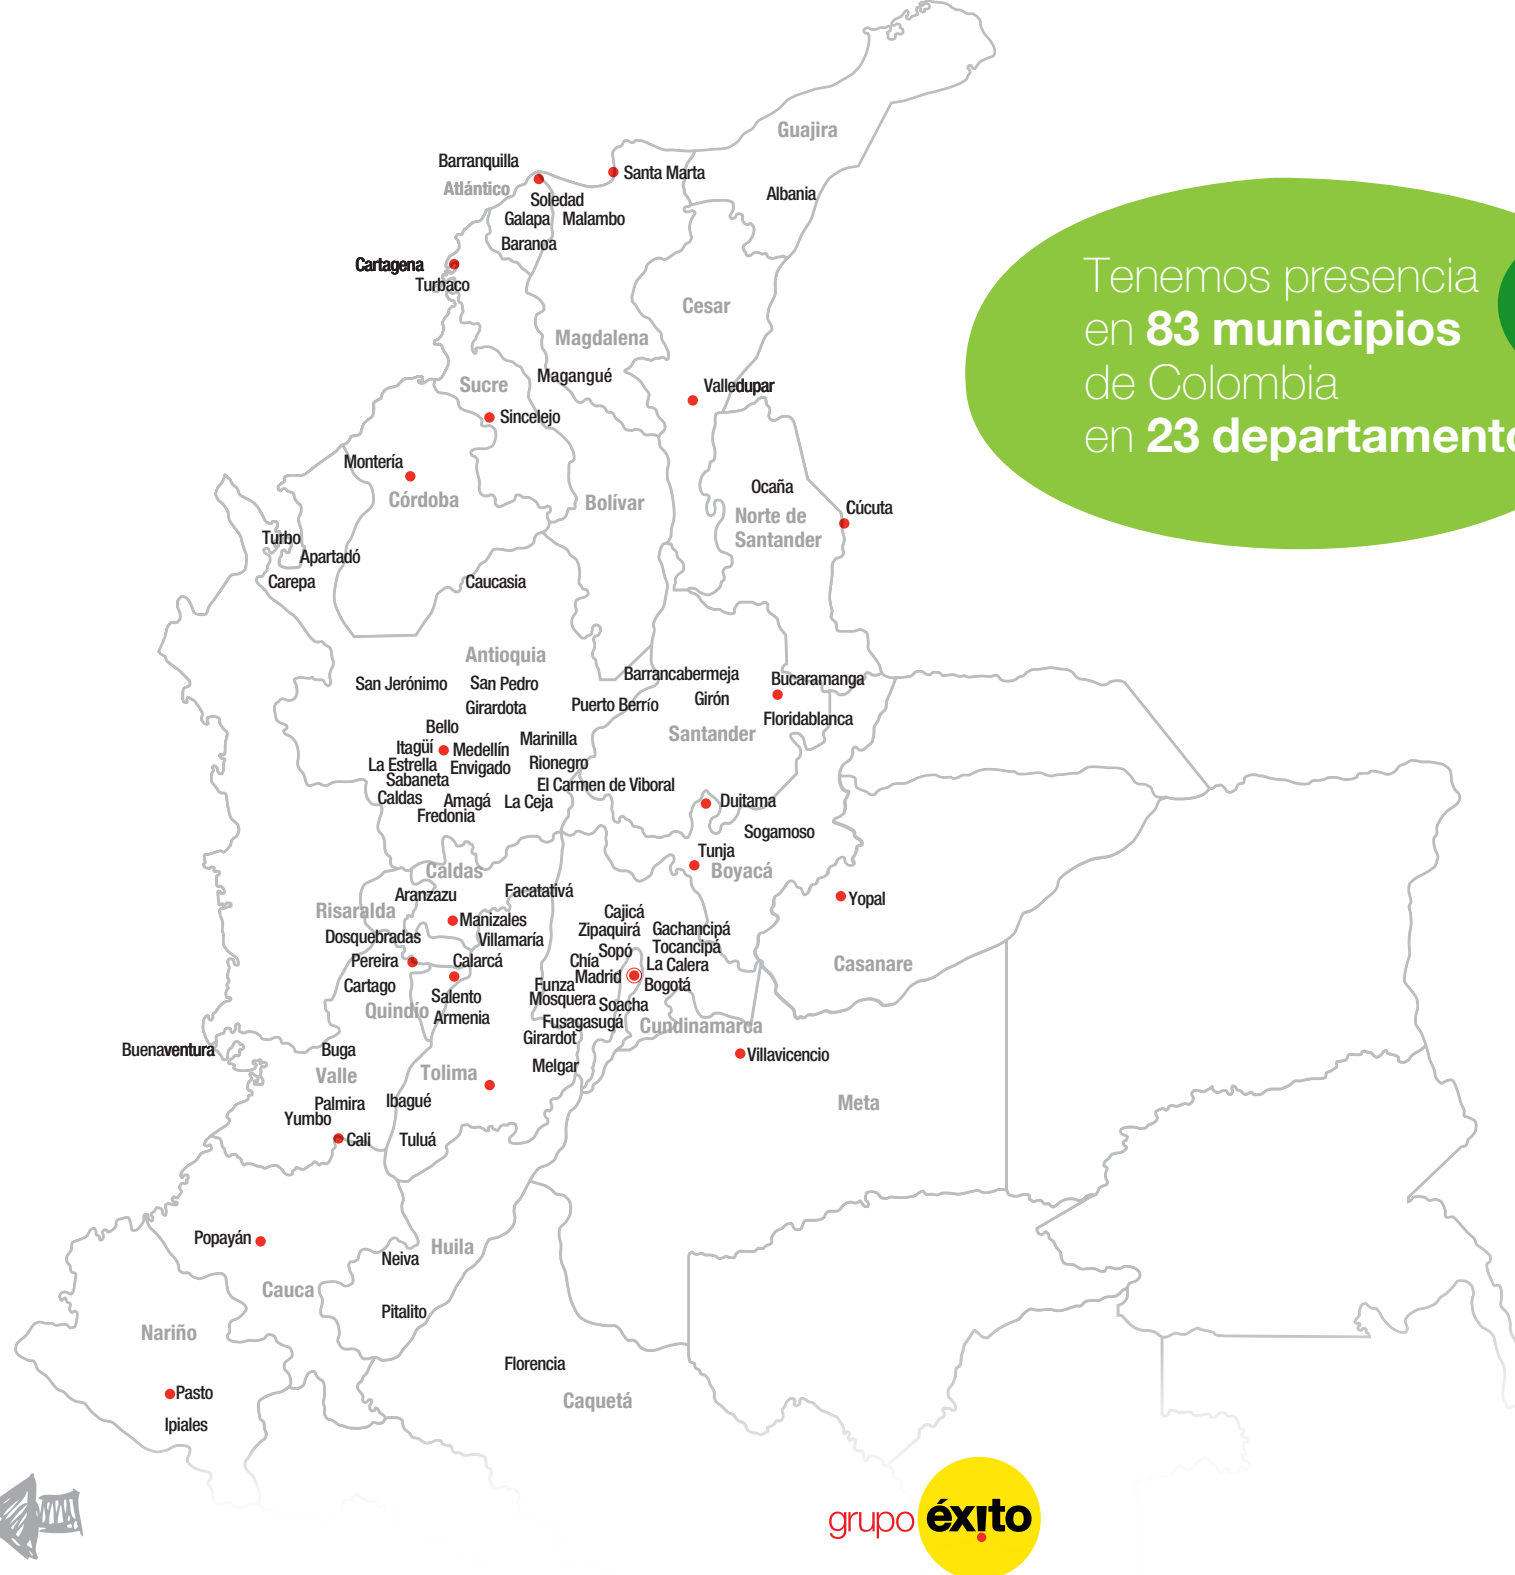 Guajira
Barranquilla
Santa Marta
Atlántico
Albania
Soledad
Galapa
Malambo
Baranoa
Cartagena
Turbaco
Tenemos presencia
en 83 municipios
de Colombia
en 23 departamento
Cesar
Magdalena
Magangué
Sucre
Valledupar
Sincelejo
Montería
Córdoba
Bolívar
Ocaña
Cúcuta
Norte de
Santander
Turbo
Apartadó
Carepa
Caucasia
Antioquia
San Jerónimo
San Pedro
Girardota
Puerto Berrío
Barrancabermeja
Girón
Bucaramanga
Floridablanca
Santander
Bello
Itagüí
Medellín
Marinilla
La Estrella
Envigado
Rionegro
Sabaneta
El Carmen de Viboral
Caldas
Amagá
La Ceja
Fredonia
Duitama
Sogamoso
Tunja
Boyacá
Caldas
Aranzazu
Facatativá
Yopal
Risaralda
Manizales
Dosquebradas
Villamaría
Cajicá
Zipaquirá
Gachancipá
Sopó
Tocancipá
Pereira
Calarcá
Chía
La Calera
Madrid
Bogotá
Casanare
Cartago
Salento
Funza
Mosquera
Soacha
Quindío
Armenia
Fusagasugá
Cundinamarca
Girardot
Buenaventura
Buga
Villavicencio
Melgar
Valle
Tolima
Palmira
Ibagué
Meta
Yumbo
Cali
Tuluá
Popayán
Neiva
Huila
Cauca
Pitalito
Nariño
Florencia
Pasto
Caquetá
Ipiales
grupo éxito